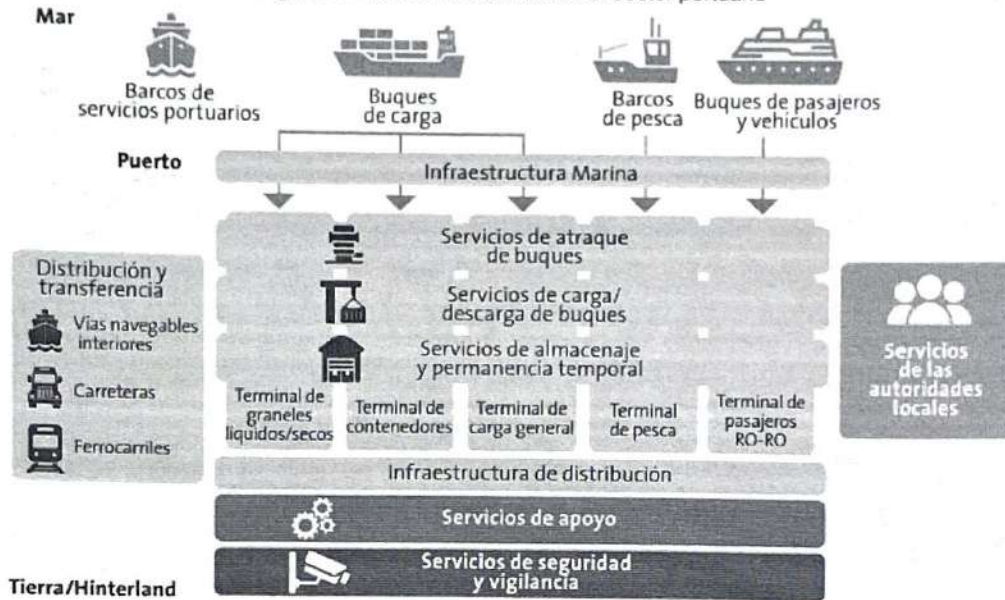 Mar
Barcos de
servicios portuarios
Buques
de carga
Barcos
de pesca
Buques de pasajeros
y vehículos
Puerto
Infraestructura Marina
Servicios de atraque
de buques
Servicios de carga/
descarga de buques
Servicios de almacenaje
y permanencia temporal
Terminal de
graneles
líquidos/secos
Terminal de
contenedores
Terminal de
carga general
Terminal
de pesca
Terminal de
pasajeros
RO-RO
Distribución y
transferencia
Vías navegables
interiores
Carreteras
Ferrocarriles
Servicios
de las
autoridades
locales
Infraestructura de distribución
Servicios de apoyo
Servicios de seguridad
y vigilancia
Tierra/Hinterland